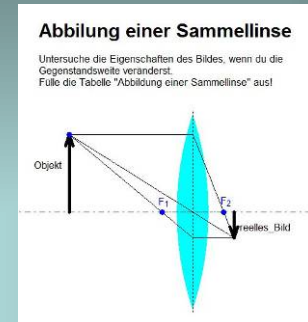 Abbilung einer Sammellinse
Untersuche die Eigenschaften des Bildes, wenn du die
Gegenstandsweite veränderst.
Fülle die Tabelle "Abbildung einer Sammellinse" aus!
Objekt
F1
F2
reelles_Bild